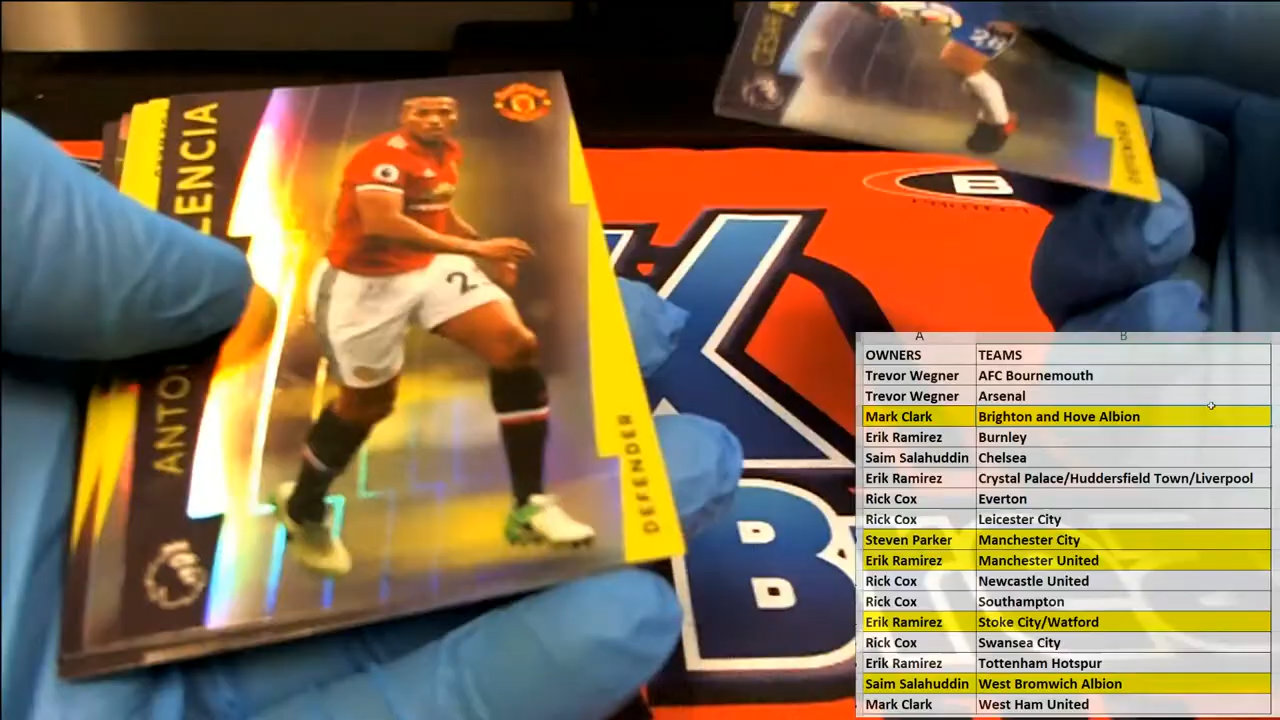 CESAR
28
DEFENDER
ANTO LENCIA
2
DEFENDER
B
A B
OWNERS TEAMS
Trevor Wegner AFC Bournemouth
Trevor Wegner Arsenal
Mark Clark Brighton and Hove Albion
Erik Ramirez Burnley
Saim Salahuddin Chelsea
Erik Ramirez Crystal Palace/Huddersfield Town/Liverpool
Rick Cox Everton
Rick Cox Leicester City
Steven Parker Manchester City
Erik Ramirez Manchester United
Rick Cox Newcastle United
Rick Cox Southampton
Erik Ramirez Stoke City/Watford
Rick Cox Swansea City
Erik Ramirez Tottenham Hotspur
Saim Salahuddin West Bromwich Albion
Mark Clark West Ham United